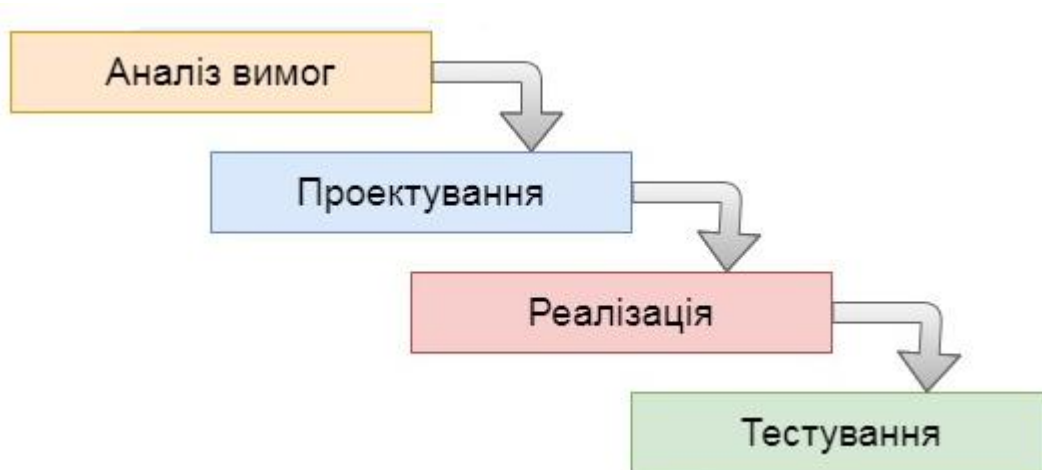 Аналіз вимог
Проектування
Реалізація
Тестування